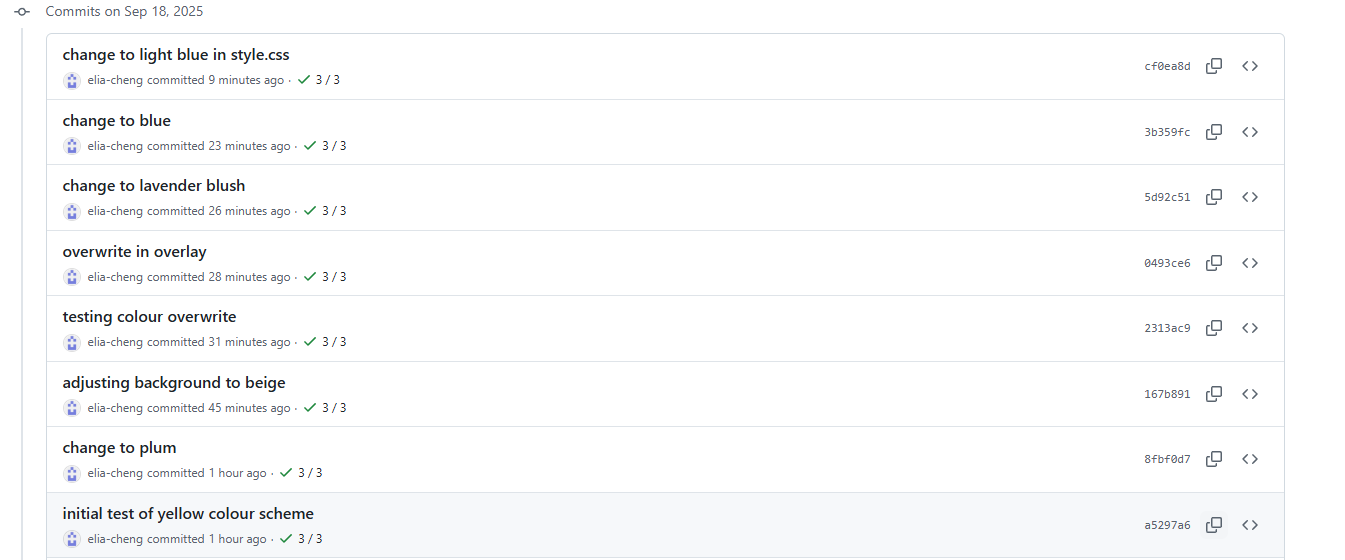 Commits on Sep 18, 2025
change to light blue in style.css
elia-cheng committed 9 minutes ago · 3 / 3
cf0ea8d
change to blue
elia-cheng committed 23 minutes ago · 3 / 3
3b359fc
change to lavender blush
elia-cheng committed 26 minutes ago · 3 / 3
5d92c51
overwrite in overlay
elia-cheng committed 28 minutes ago · 3 / 3
0493ce6
testing colour overwrite
elia-cheng committed 31 minutes ago · 3 / 3
2313ac9
adjusting background to beige
elia-cheng committed 45 minutes ago · 3 / 3
167b891
change to plum
elia-cheng committed 1 hour ago · 3 / 3
8fbf0d7
initial test of yellow colour scheme
elia-cheng committed 1 hour ago · 3 / 3
a5297a6